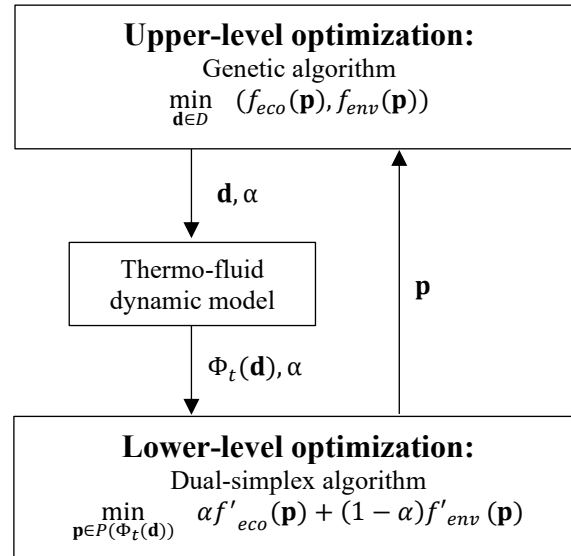 Upper-level optimization:
Genetic algorithm
min (f_eco(𝐩), f_env(𝐩))
𝐝∈D
𝐝, α
Thermo-fluid
dynamic model
𝐩
Φ_t(𝐝), α
Lower-level optimization:
Dual-simplex algorithm
min αf'_eco(𝐩) + (1 − α)f'_env(𝐩)
𝐩∈P(Φ_t(𝐝))